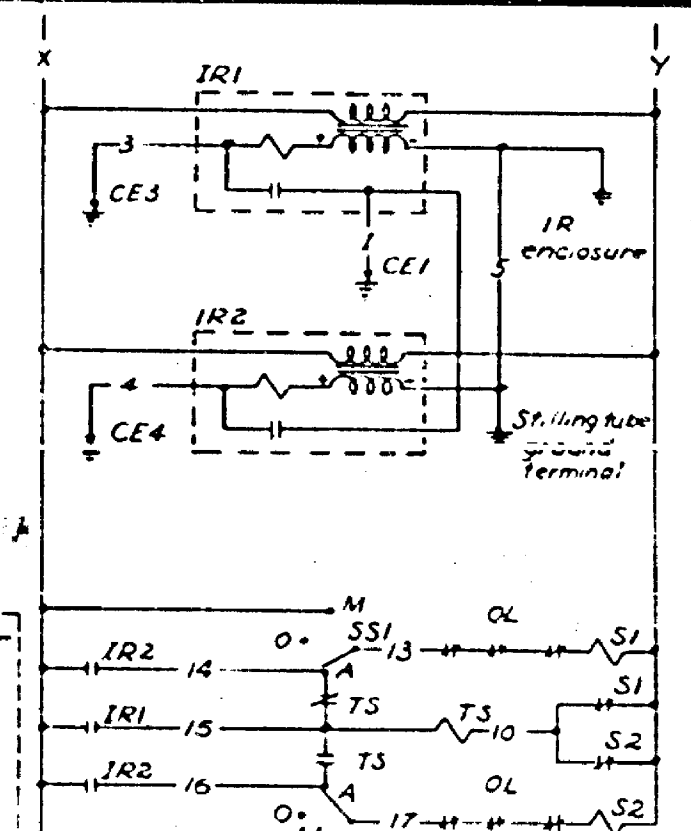 X
Y
IR1
3
+
-
CE3
1
CE1
IR
enclosure
5
IR2
4
+
-
CE4
Stilling tube
ground
terminal
M
OL
O
SS1
13
S1
IR2
14
A
TS
S1
IR1
15
TS
10
TS
S2
IR2
16
A
OL
O
17
S2